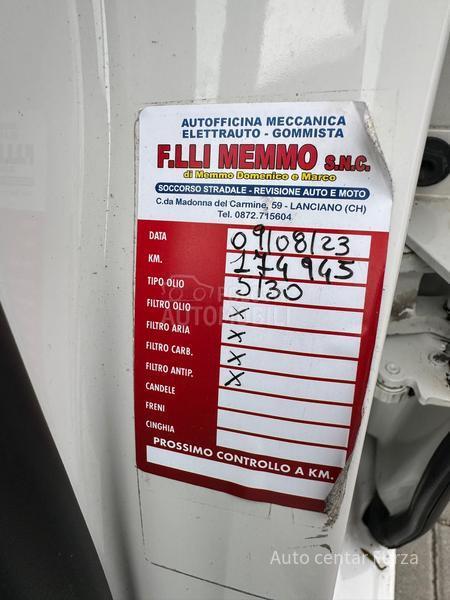 AUTOFFICINA MECCANICA
ELETTRAUTO - GOMMISTA
F.LLI MEMMO S.N.C.
di Memmo Domenico e Marco
SOCCORSO STRADALE - REVISIONE AUTO E MOTO
C.da Madonna del Carmine, 59 - LANCIANO (CH)
Tel. 0872.715604
DATA 09/08/23
KM. 174945
TIPO OLIO 5/30
FILTRO OLIO x
FILTRO ARIA x
FILTRO CARB. x
FILTRO ANTIP. x
CANDELE
FRENI
CINGHIA
PROSSIMO CONTROLLO A KM.
Auto centar Forza